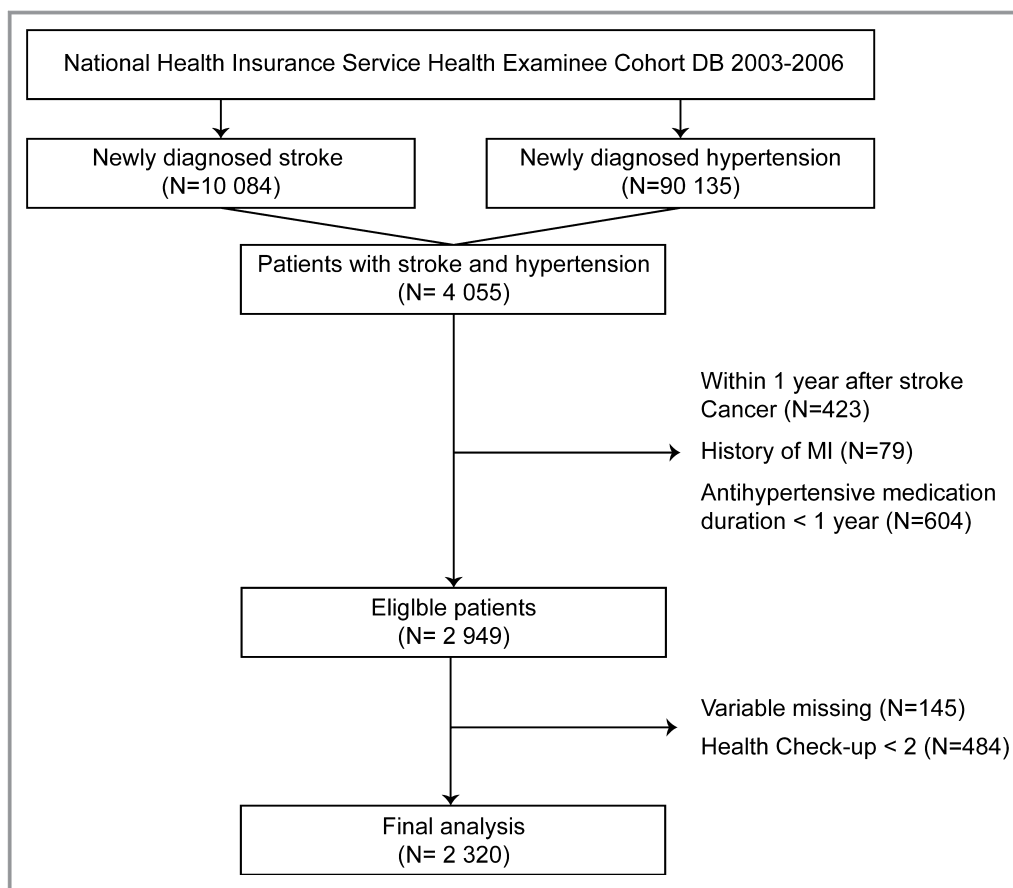 National Health Insurance Service Health Examinee Cohort DB 2003-2006
Newly diagnosed stroke
(N=10 084)
Newly diagnosed hypertension
(N=90 135)
Patients with stroke and hypertension
(N= 4 055)
Within 1 year after stroke
Cancer (N=423)
History of MI (N=79)
Antihypertensive medication
duration < 1 year (N=604)
Eliglble patients
(N= 2 949)
Variable missing (N=145)
Health Check-up < 2 (N=484)
Final analysis
(N= 2 320)